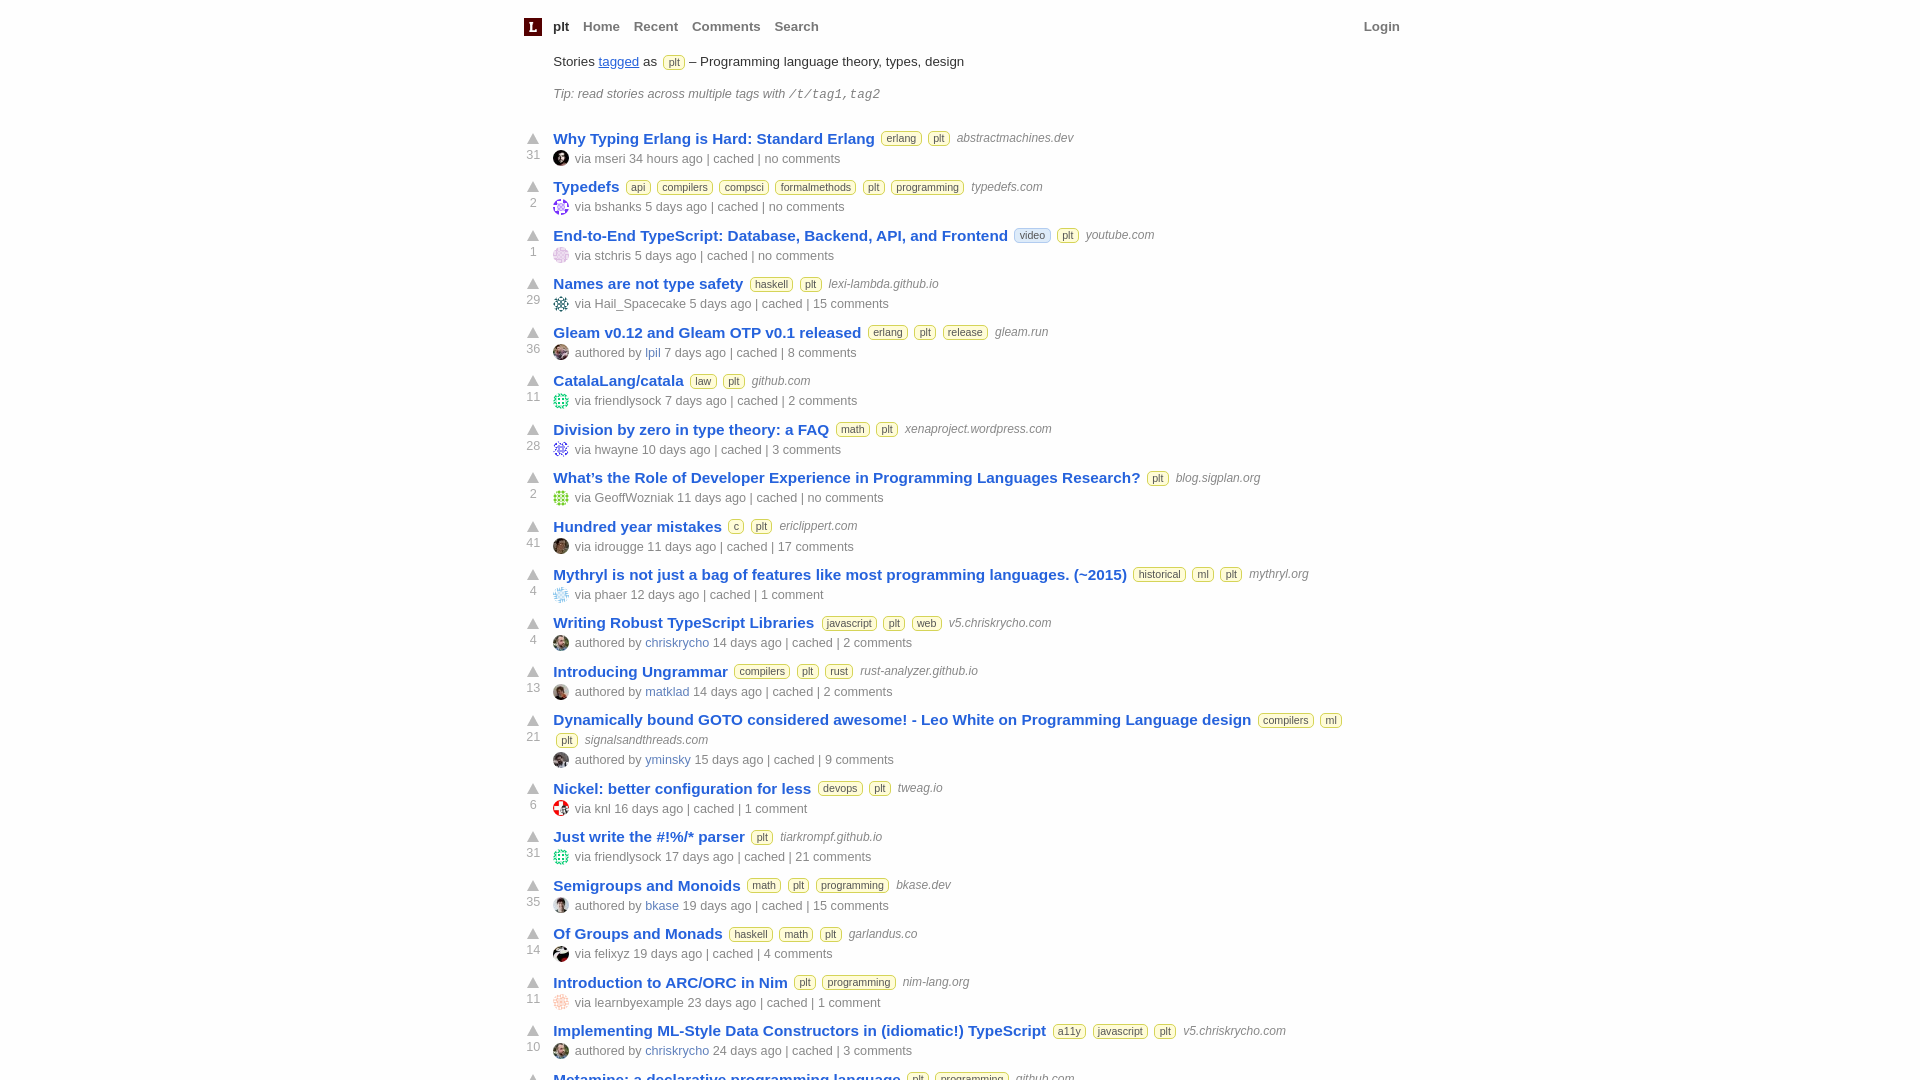 L plt Home Recent Comments Search Login
Stories tagged as plt – Programming language theory, types, design
Tip: read stories across multiple tags with /t/tag1,tag2
Why Typing Erlang is Hard: Standard Erlang erlang plt abstractmachines.dev
31 via mseri 34 hours ago | cached | no comments
Typedefs api compilers compsci formalmethods plt programming typedefs.com
2 via bshanks 5 days ago | cached | no comments
End-to-End TypeScript: Database, Backend, API, and Frontend video plt youtube.com
1 via stchris 5 days ago | cached | no comments
Names are not type safety haskell plt lexi-lambda.github.io
29 via Hail_Spacecake 5 days ago | cached | 15 comments
Gleam v0.12 and Gleam OTP v0.1 released erlang plt release gleam.run
36 authored by lpil 7 days ago | cached | 8 comments
CatalaLang/catala law plt github.com
11 via friendlysock 7 days ago | cached | 2 comments
Division by zero in type theory: a FAQ math plt xenaproject.wordpress.com
28 via hwayne 10 days ago | cached | 3 comments
What’s the Role of Developer Experience in Programming Languages Research? plt blog.sigplan.org
2 via GeoffWozniak 11 days ago | cached | no comments
Hundred year mistakes c plt ericlippert.com
41 via idrougge 11 days ago | cached | 17 comments
Mythryl is not just a bag of features like most programming languages. (~2015) historical ml plt mythryl.org
4 via phaer 12 days ago | cached | 1 comment
Writing Robust TypeScript Libraries javascript plt web v5.chriskrycho.com
4 authored by chriskrycho 14 days ago | cached | 2 comments
Introducing Ungrammar compilers plt rust rust-analyzer.github.io
13 authored by matklad 14 days ago | cached | 2 comments
Dynamically bound GOTO considered awesome! - Leo White on Programming Language design compilers ml
21 plt signalsandthreads.com
authored by yminsky 15 days ago | cached | 9 comments
Nickel: better configuration for less devops plt tweag.io
6 via knl 16 days ago | cached | 1 comment
Just write the #!%/* parser plt tiarkrompf.github.io
31 via friendlysock 17 days ago | cached | 21 comments
Semigroups and Monoids math plt programming bkase.dev
35 authored by bkase 19 days ago | cached | 15 comments
Of Groups and Monads haskell math plt garlandus.co
14 via felixyz 19 days ago | cached | 4 comments
Introduction to ARC/ORC in Nim plt programming nim-lang.org
11 via learnbyexample 23 days ago | cached | 1 comment
Implementing ML-Style Data Constructors in (idiomatic!) TypeScript a11y javascript plt v5.chriskrycho.com
10 authored by chriskrycho 24 days ago | cached | 3 comments
Metamine: a declarative programming language plt programming github.com